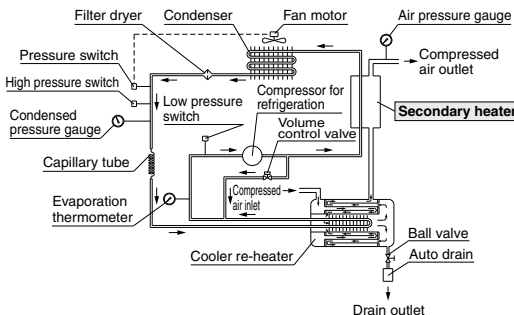 Filter dryer
Condenser
Fan motor
Air pressure gauge
Pressure switch
High pressure switch
Condensed
pressure gauge
Low pressure
switch
Compressor for
refrigeration
Volume
control valve
Compressed
air outlet
Secondary heater
Capillary tube
Evaporation
thermometer
Compressed
air inlet
Cooler re-heater
Ball valve
Auto drain
Drain outlet